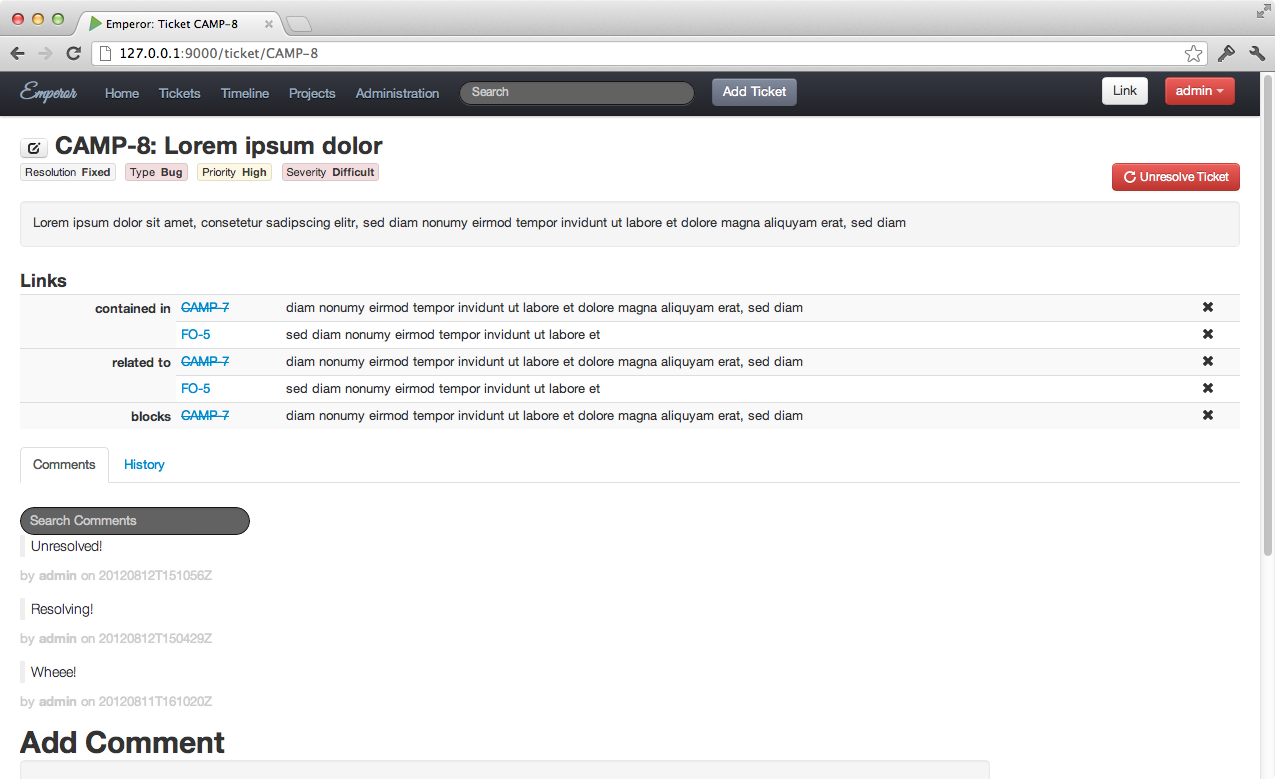 Emperor: Ticket CAMP-8
127.0.0.1:9000/ticket/CAMP-8
Emperor Home Tickets Timeline Projects Administration Search Add Ticket Link admin
CAMP-8: Lorem ipsum dolor
Resolution Fixed Type Bug Priority High Severity Difficult Unresolve Ticket
Lorem ipsum dolor sit amet, consetetur sadipscing elitr, sed diam nonumy eirmod tempor invidunt ut labore et dolore magna aliquyam erat, sed diam
Links
contained in CAMP-7 diam nonumy eirmod tempor invidunt ut labore et dolore magna aliquyam erat, sed diam
FO-5 sed diam nonumy eirmod tempor invidunt ut labore et
related to CAMP-7 diam nonumy eirmod tempor invidunt ut labore et dolore magna aliquyam erat, sed diam
FO-5 sed diam nonumy eirmod tempor invidunt ut labore et
blocks CAMP-7 diam nonumy eirmod tempor invidunt ut labore et dolore magna aliquyam erat, sed diam
Comments History
Search Comments
Unresolved!
by admin on 20120812T151056Z
Resolving!
by admin on 20120812T150429Z
Wheee!
by admin on 20120811T161020Z
Add Comment